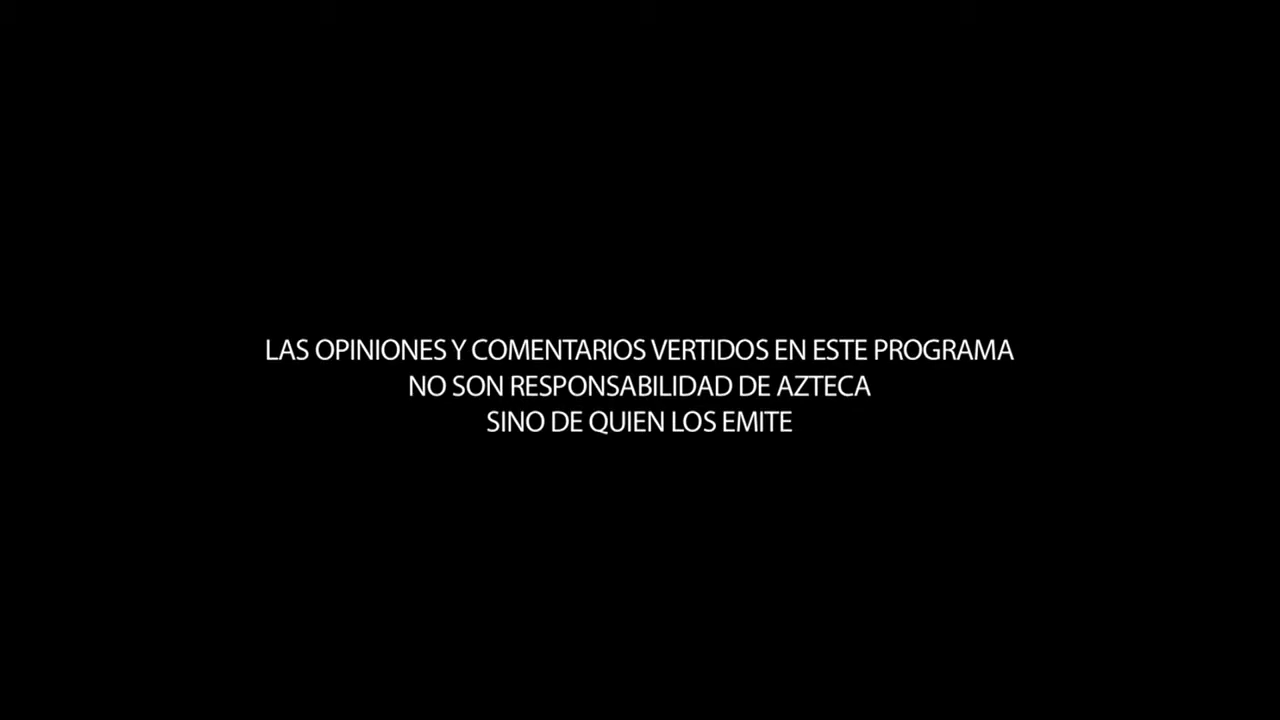 LAS OPINIONES Y COMENTARIOS VERTIDOS EN ESTE PROGRAMA
NO SON RESPONSABILIDAD DE AZTECA
SINO DE QUIEN LOS EMITE